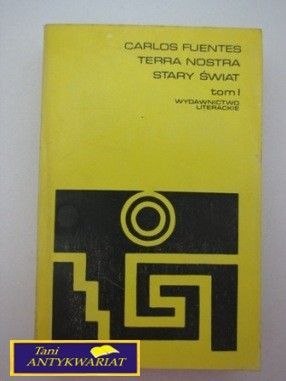 CARLOS FUENTES
TERRA NOSTRA
STARY ŚWIAT
tom I
WYDAWNICTWO
LITERACKIE
Tani
ANTYKWARIAT